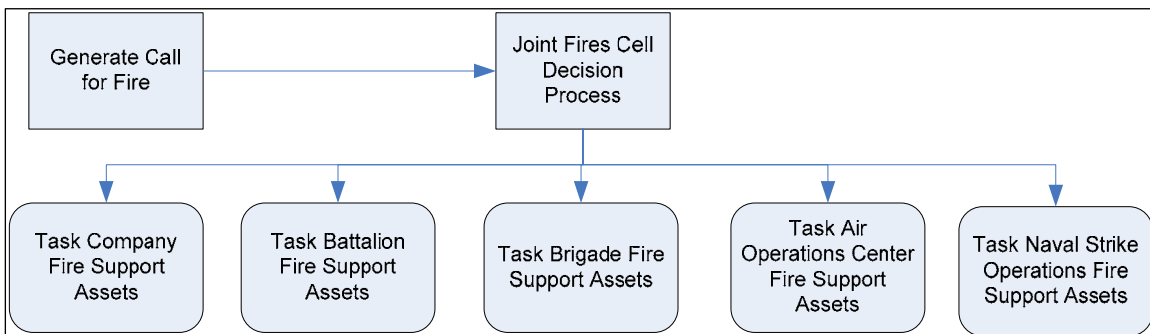 Generate Call
for Fire
Joint Fires Cell
Decision
Process
Task Company
Fire Support
Assets
Task Battalion
Fire Support
Assets
Task Brigade Fire
Support Assets
Task Air
Operations Center
Fire Support
Assets
Task Naval Strike
Operations Fire
Support Assets